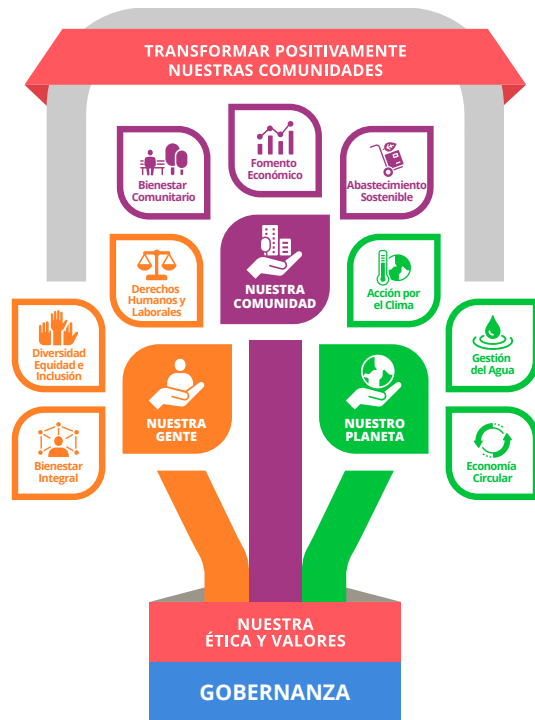 TRANSFORMAR POSITIVAMENTE
NUESTRAS COMUNIDADES
Fomento
Económico
Bienestar
Comunitario
Abastecimiento
Sostenible
NUESTRA
COMUNIDAD
Derechos
Humanos y
Laborales
Acción por
el Clima
Diversidad
Equidad e
Inclusión
Gestión
del Agua
NUESTRA
GENTE
NUESTRO
PLANETA
Bienestar
Integral
Economía
Circular
NUESTRA
ÉTICA Y VALORES
GOBERNANZA